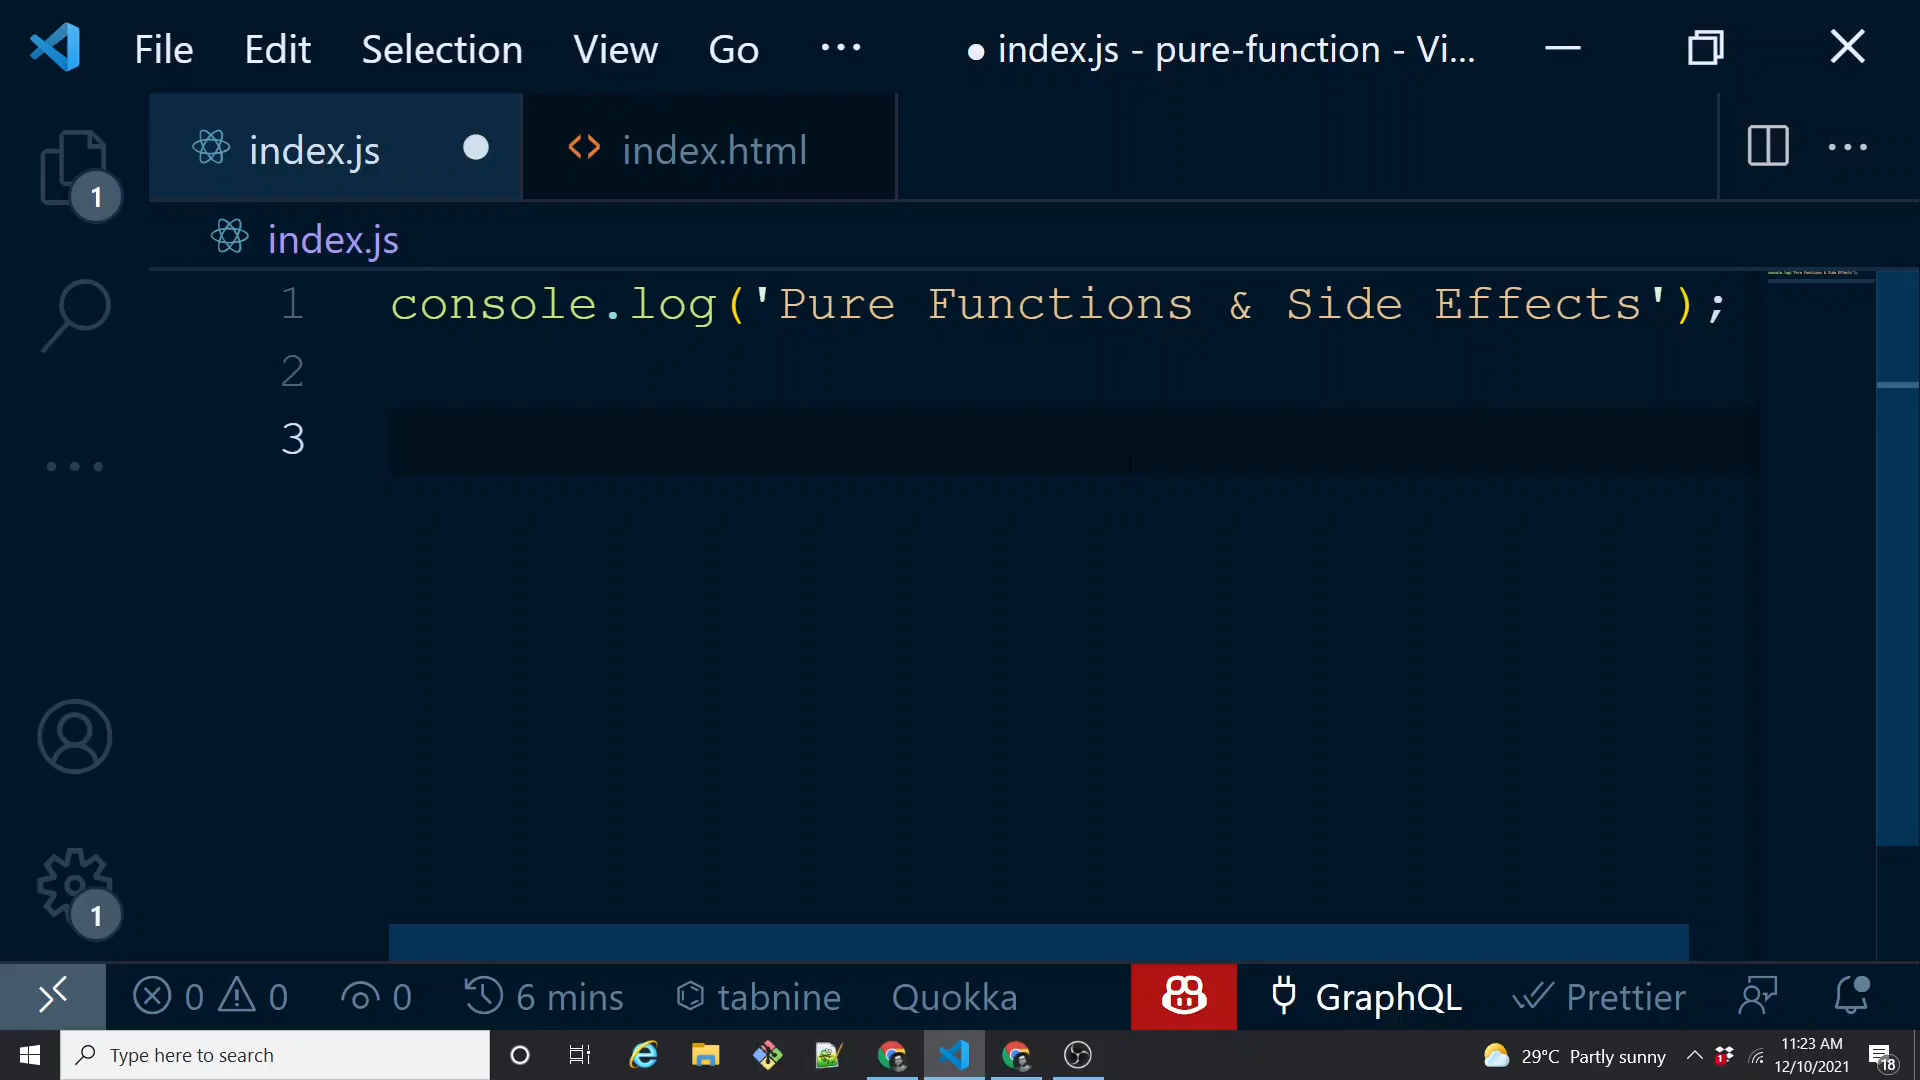 File Edit Selection View Go ··· ● index.js - pure-function - Vi...
index.js ● index.html
1
index.js
1 console.log('Pure Functions & Side Effects');
2
3
1
0 0 0 6 mins tabnine Quokka GraphQL Prettier
Type here to search 29°C Partly sunny 11:23 AM
12/10/2021
18